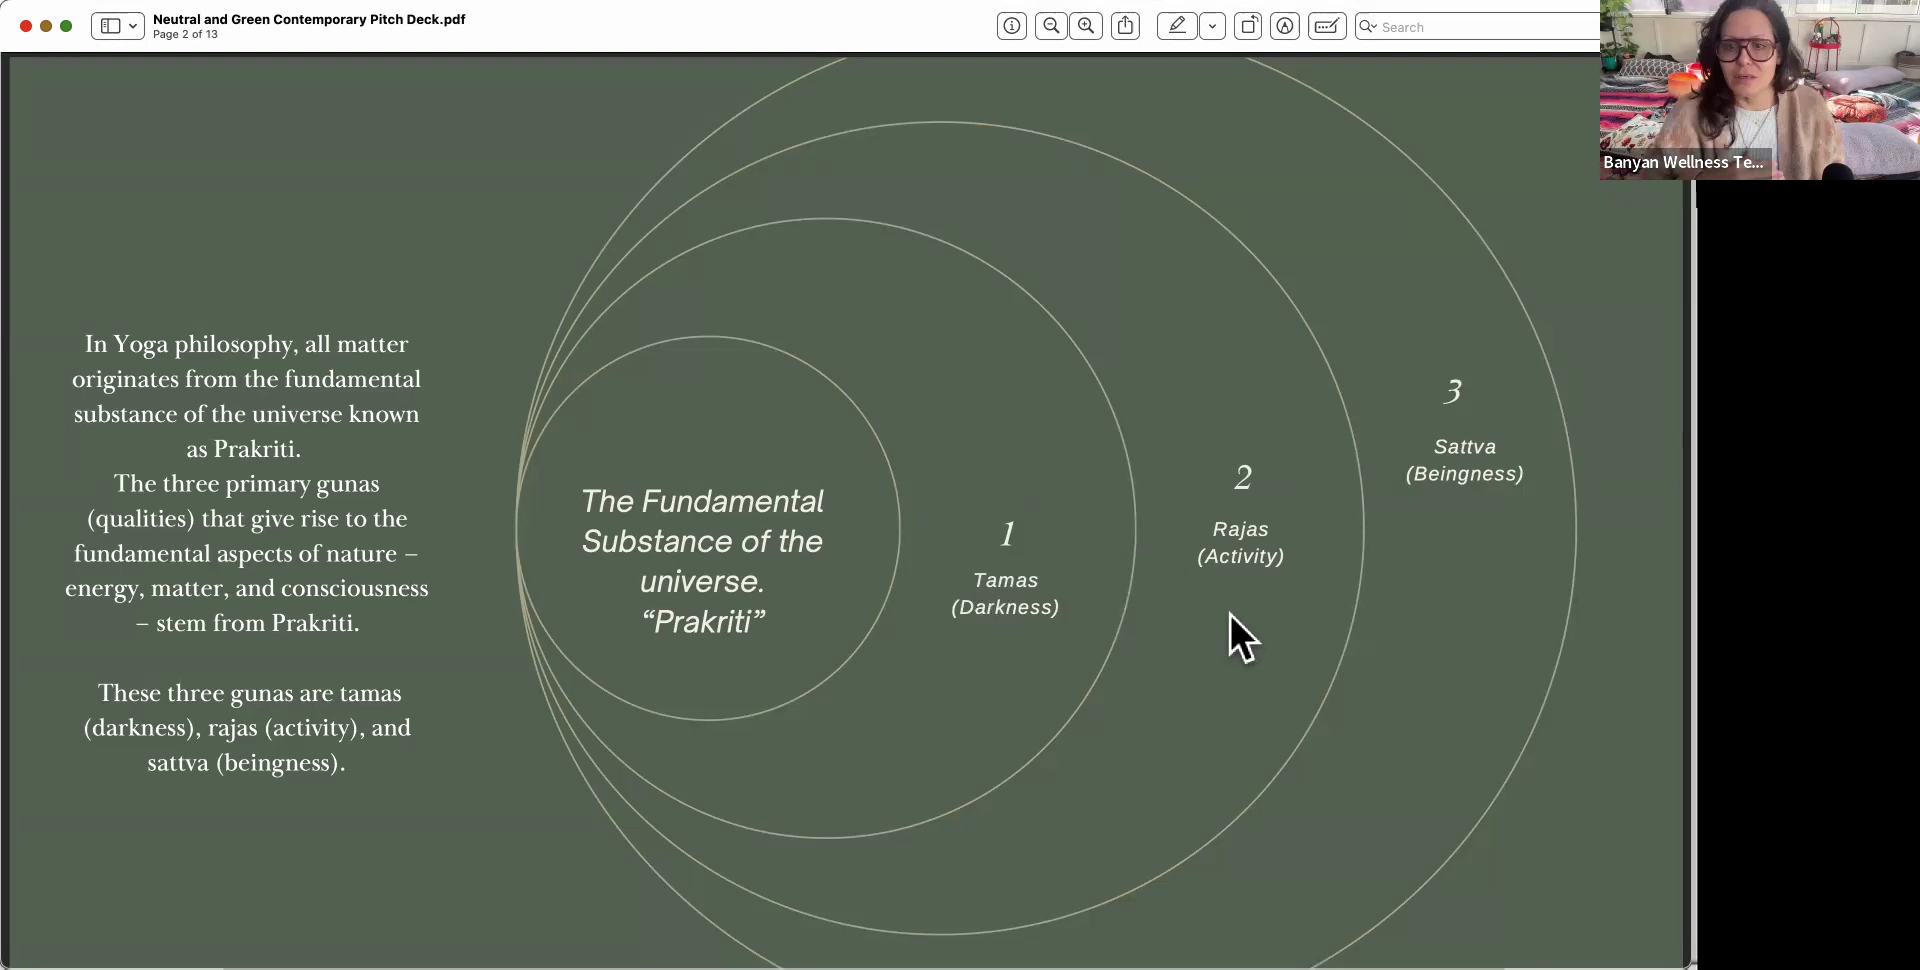 Neutral and Green Contemporary Pitch Deck.pdf
Page 2 of 13
Search
Banyan Wellness Te...
In Yoga philosophy, all matter
originates from the fundamental
substance of the universe known
as Prakriti.
The three primary gunas
(qualities) that give rise to the
fundamental aspects of nature –
energy, matter, and consciousness
– stem from Prakriti.
These three gunas are tamas
(darkness), rajas (activity), and
sattva (beingness).
The Fundamental
Substance of the
universe.
“Prakriti”
1
Tamas
(Darkness)
2
Rajas
(Activity)
3
Sattva
(Beingness)